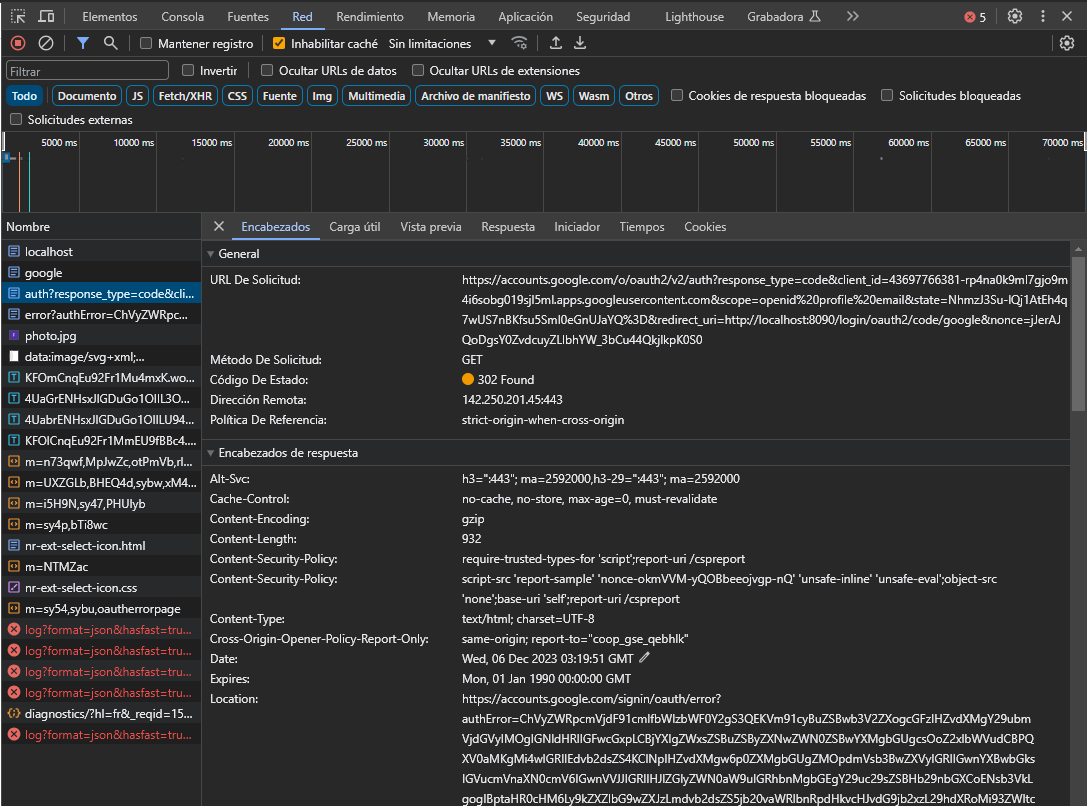 Elementos Consola Fuentes Red Rendimiento Memoria Aplicación Seguridad Lighthouse Grabadora 5
Mantener registro Inhabilitar caché Sin limitaciones
Filtrar Invertir Ocultar URLs de datos Ocultar URLs de extensiones
Todo Documento JS Fetch/XHR CSS Fuente Img Multimedia Archivo de manifiesto WS Wasm Otros Cookies de respuesta bloqueadas Solicitudes bloqueadas
Solicitudes externas
5000 ms 10000 ms 15000 ms 20000 ms 25000 ms 30000 ms 35000 ms 40000 ms 45000 ms 50000 ms 55000 ms 60000 ms 65000 ms 70000 ms
Nombre
localhost
google
auth?response_type=code&cli...
error?authError=ChVyZWRpc...
photo.jpg
data:image/svg+xml;...
KFOmCnqEu92Fr1Mu4mxK.wo...
4UaGrENHsxJlGDuGo1OIlL3O...
4UabrENHsxJlGDuGo1OIlLU94...
KFOlCnqEu92Fr1MmEU9fBBc4....
m=n73qwf,MpJwZc,otPmVb,rl...
m=UXZGLb,BHEQ4d,sybw,xM4...
m=i5H9N,sy47,PHUIyb
m=sy4p,bTi8wc
nr-ext-select-icon.html
m=NTMZac
nr-ext-select-icon.css
m=sy54,sybu,oautherrorpage
log?format=json&hasfast=tru...
log?format=json&hasfast=tru...
log?format=json&hasfast=tru...
log?format=json&hasfast=tru...
diagnostics/?hl=fr&_reqid=15...
log?format=json&hasfast=tru...
Encabezados Carga útil Vista previa Respuesta Iniciador Tiempos Cookies
General
URL De Solicitud: https://accounts.google.com/o/oauth2/v2/auth?response_type=code&client_id=43697766381-rp4na0k9ml7gjo9m
4i6sobg019sjl5ml.apps.googleusercontent.com&scope=openid%20profile%20email&state=NhmzJ3Su-IQj1AtEh4q
7wUS7nBKfsu5SmI0eGnUJaYQ%3D&redirect_uri=http://localhost:8090/login/oauth2/code/google&nonce=jJerAJ
QoDgsY0ZvdcuyZLlbhYW_3bCu44QkjlkpK0S0
Método De Solicitud: GET
Código De Estado: 302 Found
Dirección Remota: 142.250.201.45:443
Política De Referencia: strict-origin-when-cross-origin
Encabezados de respuesta
Alt-Svc: h3=":443"; ma=2592000,h3-29=":443"; ma=2592000
Cache-Control: no-cache, no-store, max-age=0, must-revalidate
Content-Encoding: gzip
Content-Length: 932
Content-Security-Policy: require-trusted-types-for 'script';report-uri /cspreport
Content-Security-Policy: script-src 'report-sample' 'nonce-okmVVM-yQOBbeeojvgp-nQ' 'unsafe-inline' 'unsafe-eval';object-src
'none';base-uri 'self';report-uri /cspreport
Content-Type: text/html; charset=UTF-8
Cross-Origin-Opener-Policy-Report-Only: same-origin; report-to="coop_gse_qebhlk"
Date: Wed, 06 Dec 2023 03:19:51 GMT
Expires: Mon, 01 Jan 1990 00:00:00 GMT
Location: https://accounts.google.com/signin/oauth/error?